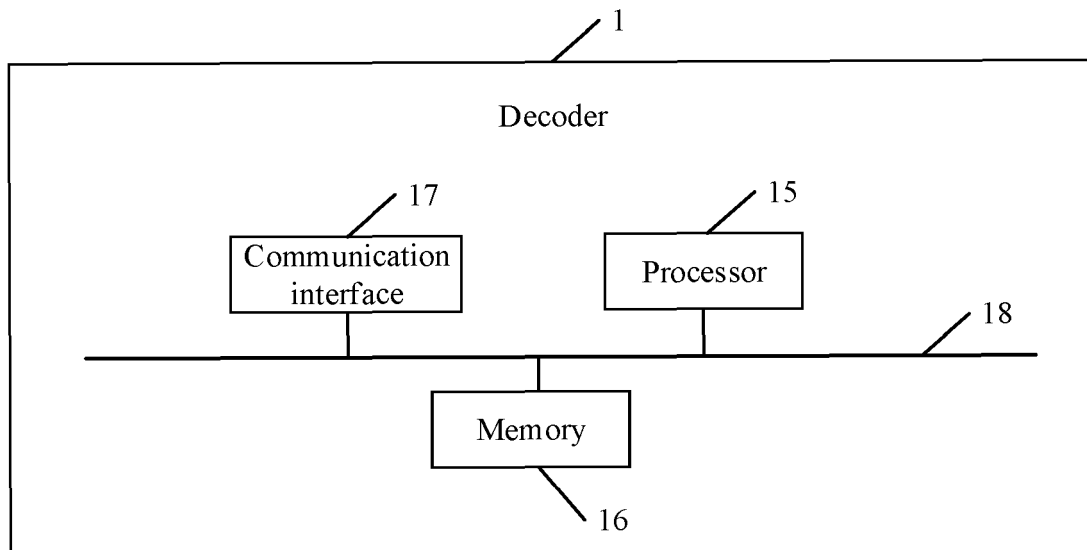 1
Decoder
17
15
Communication
interface
Processor
18
Memory
16